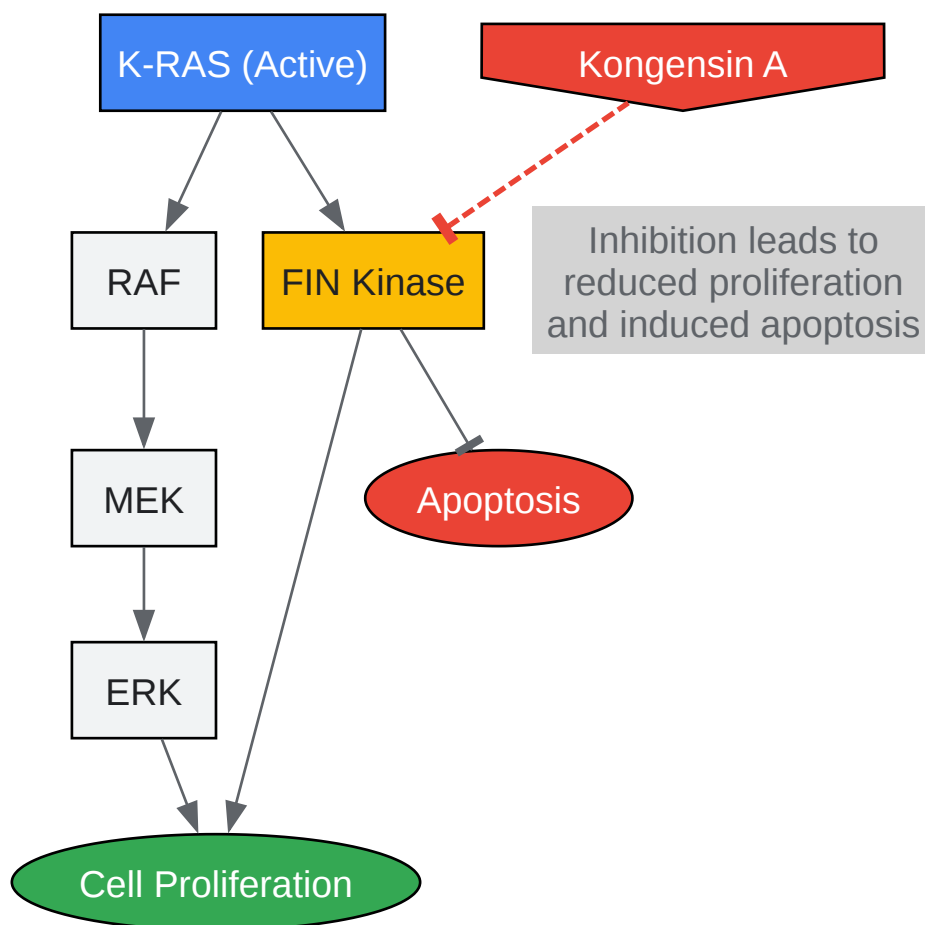 K-RAS (Active)
Kongensin A
RAF
FIN Kinase
Inhibition leads to
reduced proliferation
and induced apoptosis
MEK
Apoptosis
ERK
Cell Proliferation